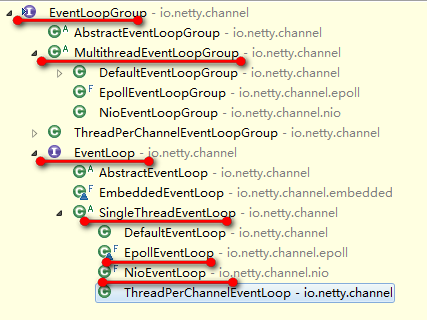 EventLoopGroup - io.netty.channel
AbstractEventLoopGroup - io.netty.channel
MultithreadEventLoopGroup - io.netty.channel
DefaultEventLoopGroup - io.netty.channel
EpollEventLoopGroup - io.netty.channel.epoll
NioEventLoopGroup - io.netty.channel.nio
ThreadPerChannelEventLoopGroup - io.netty.channel
EventLoop - io.netty.channel
AbstractEventLoop - io.netty.channel
EmbeddedEventLoop - io.netty.channel.embedded
SingleThreadEventLoop - io.netty.channel
DefaultEventLoop - io.netty.channel
EpollEventLoop - io.netty.channel.epoll
NioEventLoop - io.netty.channel.nio
ThreadPerChannelEventLoop - io.netty.channel